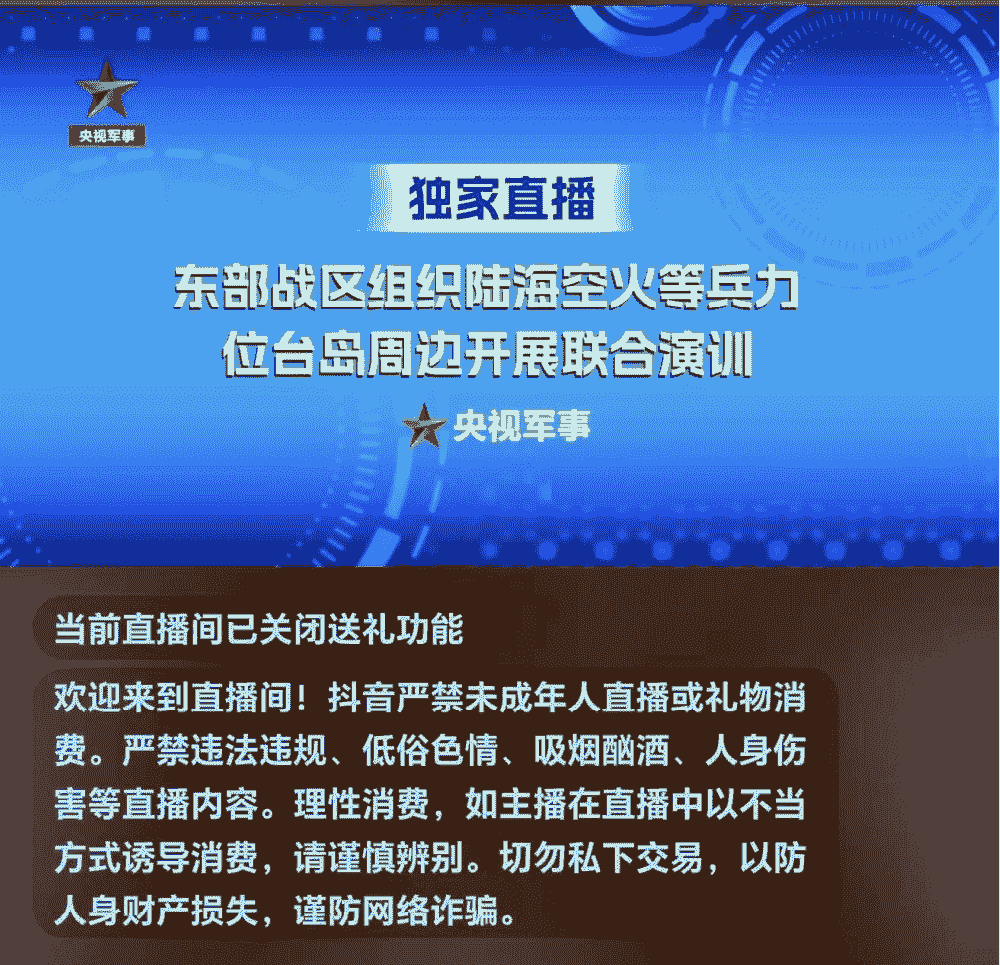 央视军事
独家直播
东部战区组织陆海空火等兵力
位台岛周边开展联合演训
央视军事
当前直播间已关闭送礼功能
欢迎来到直播间！抖音严禁未成年人直播或礼物消
费。严禁违法违规、低俗色情、吸烟酗酒、人身伤
害等直播内容。理性消费，如主播在直播中以不当
方式诱导消费，请谨慎辨别。切勿私下交易，以防
人身财产损失，谨防网络诈骗。